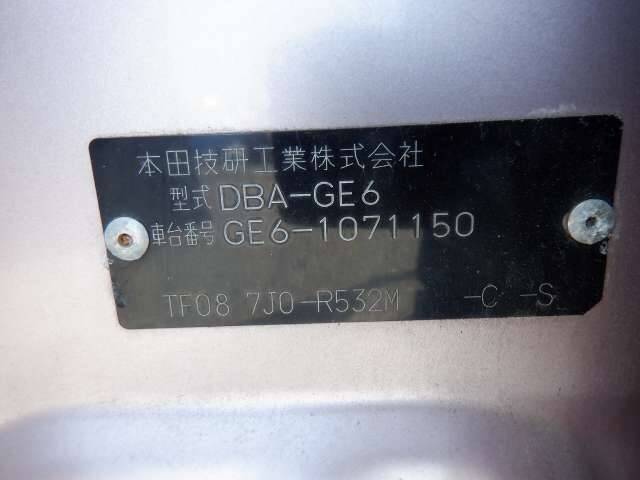 本田技研工業株式会社
型式 DBA-GE6
車台番号 GE6-1071150
TF08 7J0-R532M -C -S